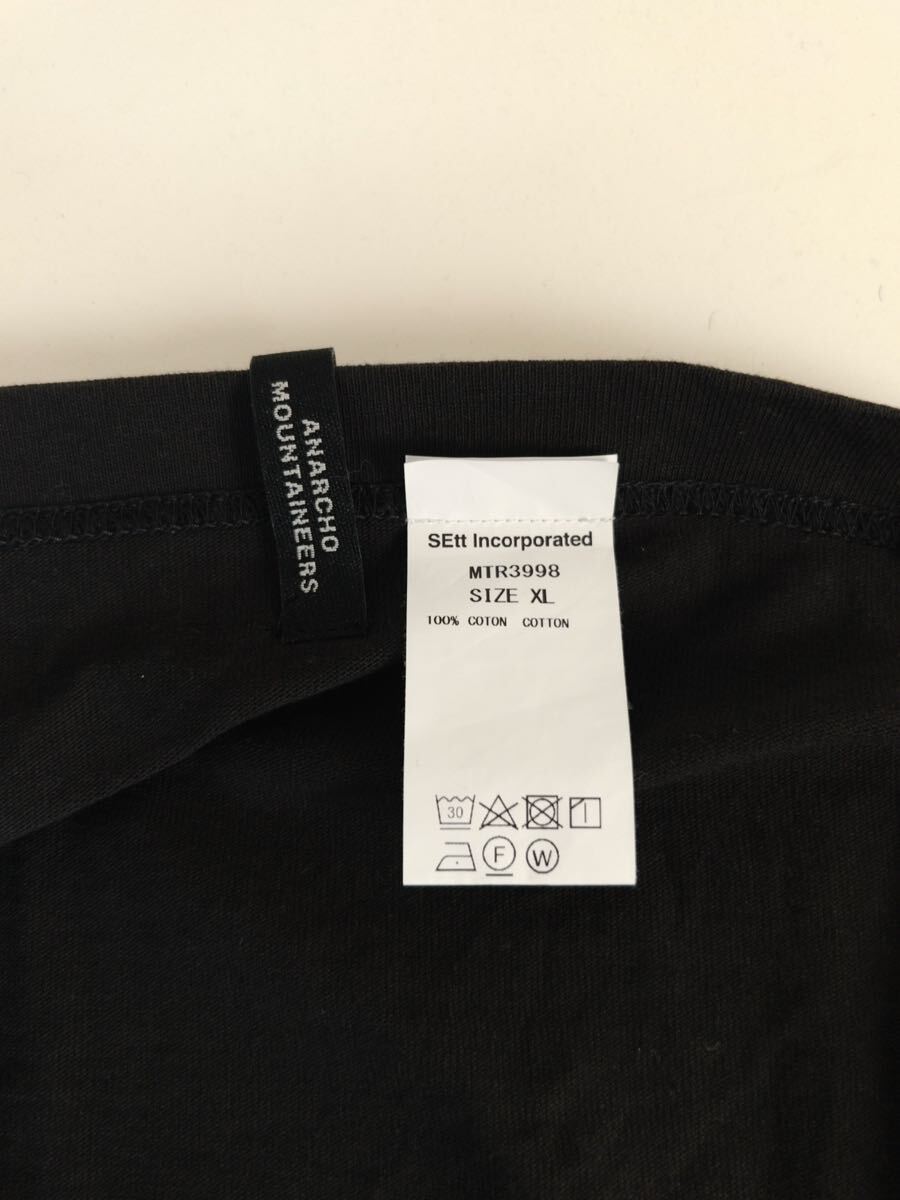 ANARCHO
MOUNTAINEERS
SEtt Incorporated
MTR3998
SIZE XL
100% COTON COTTON
30
F
W